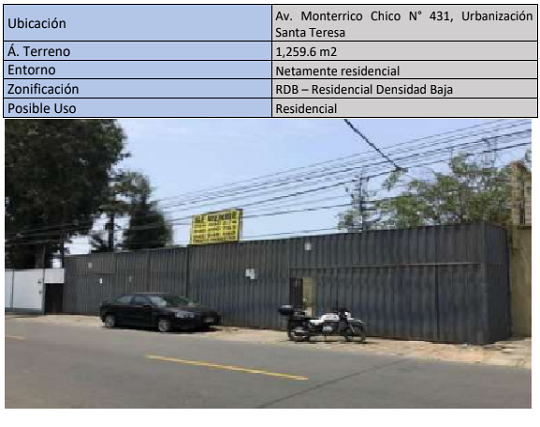 Ubicación
Av. Monterrico Chico N° 431, Urbanización
Santa Teresa
Á. Terreno
1,259.6 m2
Entorno
Netamente residencial
Zonificación
RDB – Residencial Densidad Baja
Posible Uso
Residencial
SE VENDE